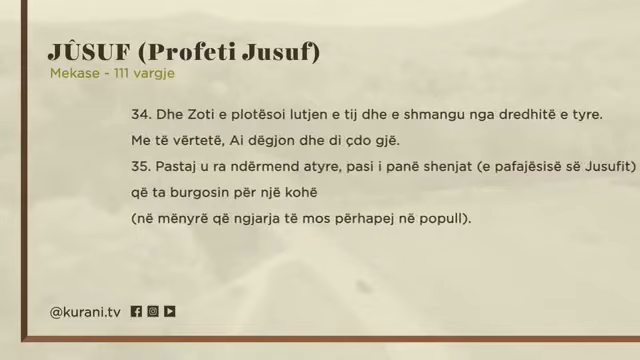 JÛSUF (Profeti Jusuf)
Mekase - 111 vargje
34. Dhe Zoti e plotësoi lutjen e tij dhe e shmangu nga dredhitë e tyre.
Me të vërtetë, Ai dëgjon dhe di çdo gjë.
35. Pastaj u ra ndërmend atyre, pasi i panë shenjat (e pafajësisë së Jusufit)
që ta burgosin për një kohë
(në mënyrë që ngjarja të mos përhapej në popull).
@kurani.tv